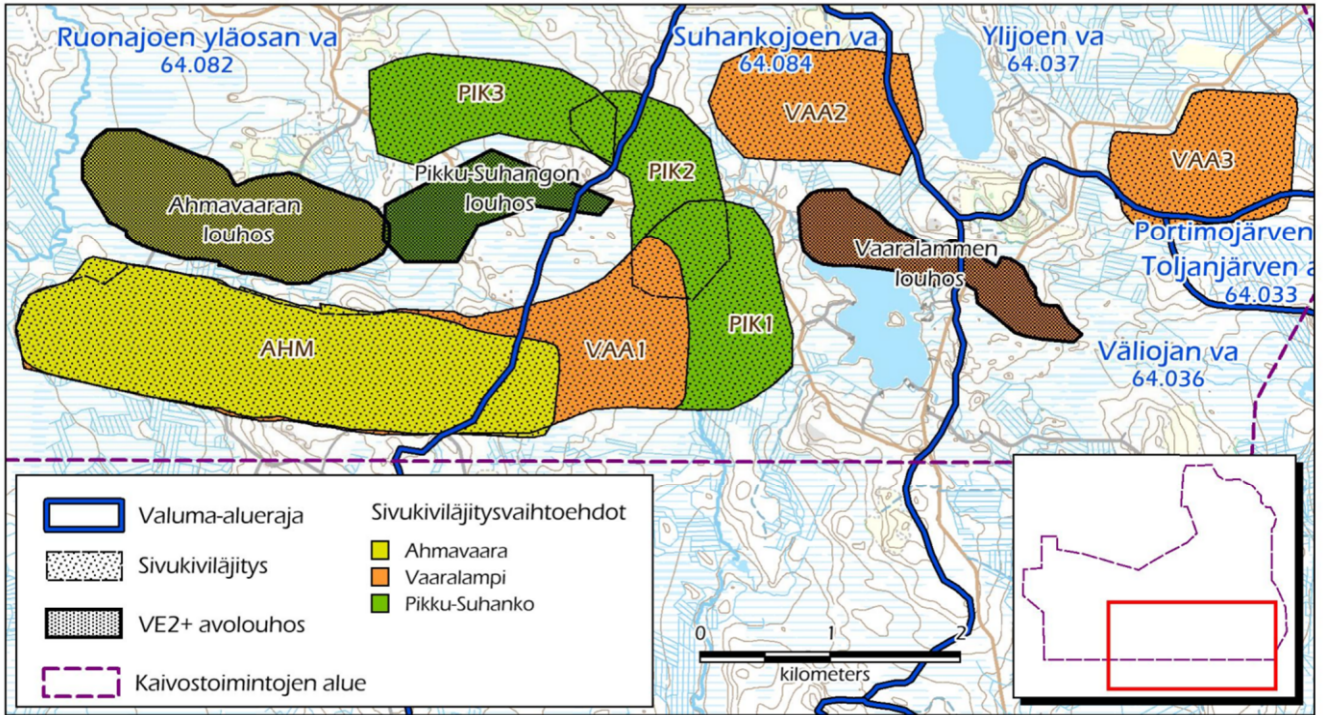 Ruonajoen yläosan va
64.082
Suhankojoen va
64.084
Ylijoen va
64.037
PIK3
VAA2
VAA3
PIK2
Pikku-Suhangon
louhos
Ahmavaaran
louhos
Vaaralammen
louhos
Portimojärven
Toljanjärven a
64.033
PIK1
AHM
VAA1
Väliojan va
64.036
Valuma-alueraja
Sivukiviläjitys
VE2+ avolouhos
Kaivostoimintojen alue
Sivukiviläjitysvaihtoehdot
Ahmavaara
Vaaralampi
Pikku-Suhanko
0 1 2
kilometers